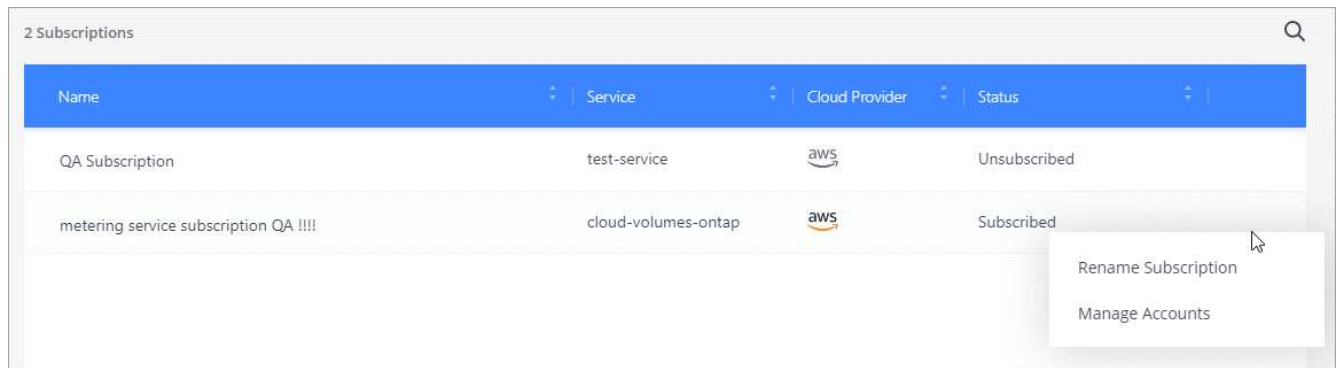 2 Subscriptions
Name Service Cloud Provider Status
QA Subscription test-service aws Unsubscribed
metering service subscription QA !!!! cloud-volumes-ontap aws Subscribed
Rename Subscription
Manage Accounts